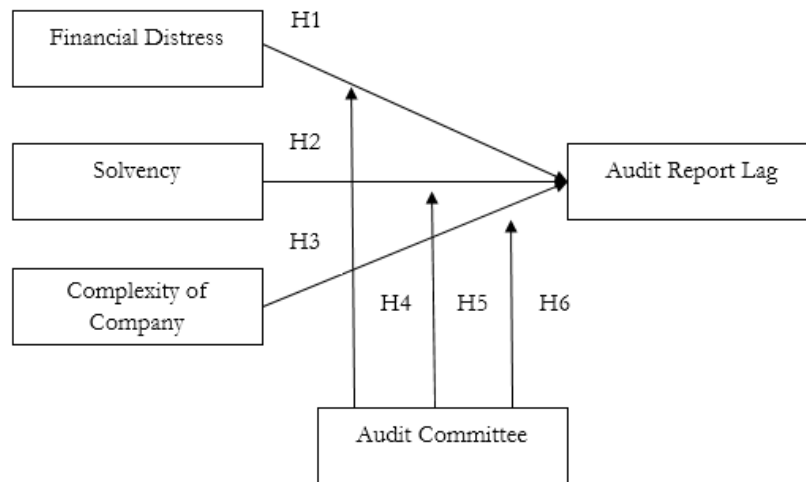 H1
Financial Distress
H2
Solvency
Audit Report Lag
H3
Complexity of
Company
H4
H5
H6
Audit Committee